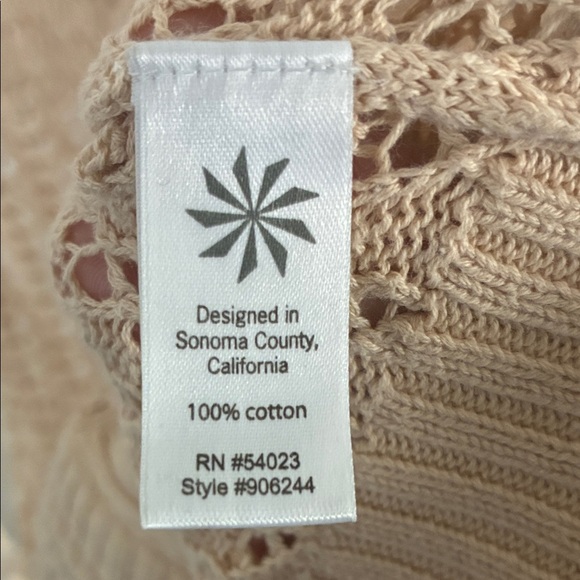 Designed in
Sonoma County,
California
100% cotton
RN #54023
Style #906244